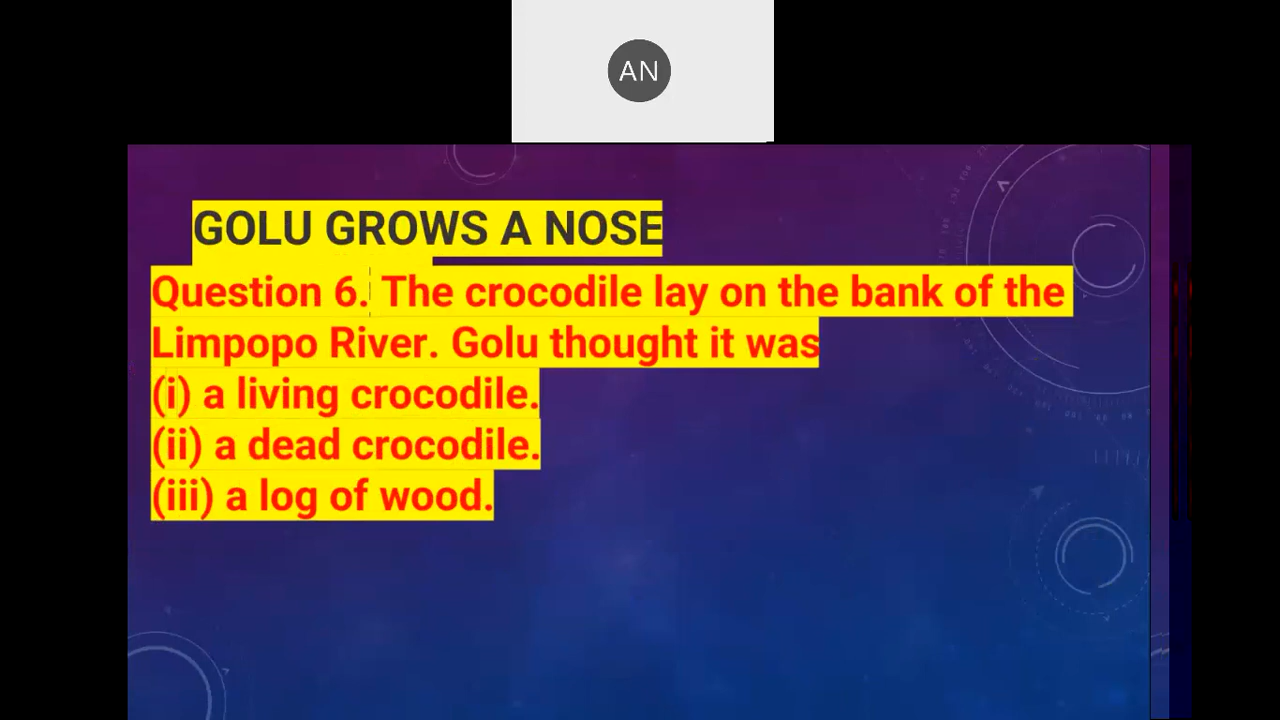 AN
GOLU GROWS A NOSE
Question 6. The crocodile lay on the bank of the
Limpopo River. Golu thought it was
(i) a living crocodile.
(ii) a dead crocodile.
(iii) a log of wood.